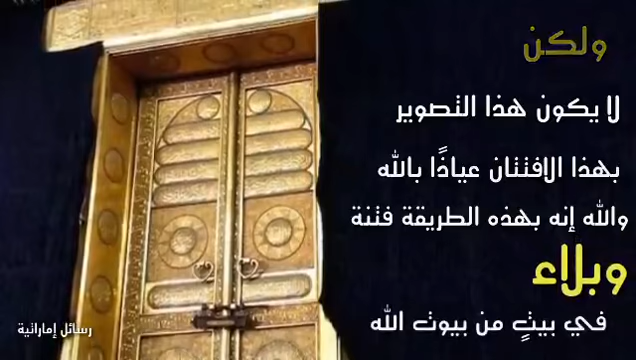 ولكن
لا يكون هذا التصوير
بهذا الافتتان عياذًا بالله
والله إنه بهذه الطريقة فتنة
وبلاء
في بيتٍ من بيوت الله
رسائل إماراتية